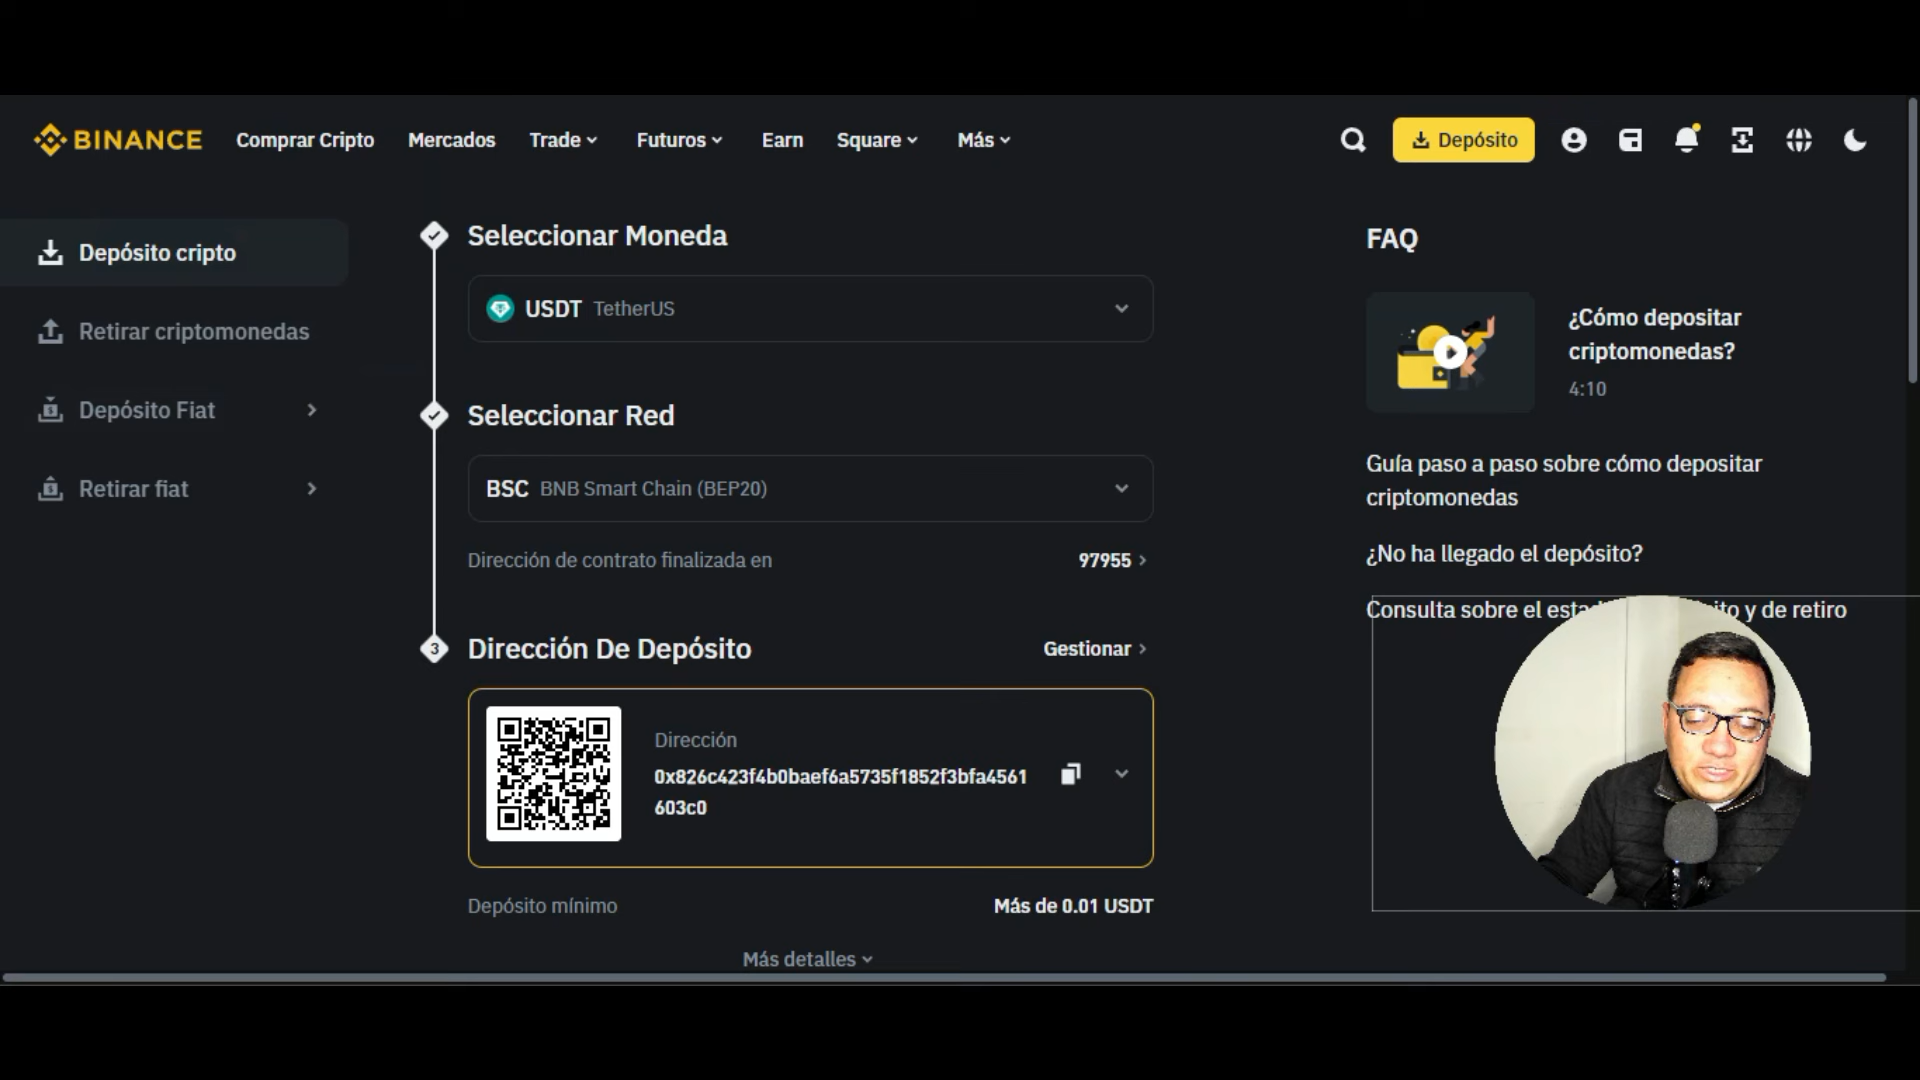 BINANCE
Comprar Cripto
Mercados
Trade
Futuros
Earn
Square
Más
Depósito
Depósito cripto
Retirar criptomonedas
Depósito Fiat
Retirar fiat
Seleccionar Moneda
USDT TetherUS
Seleccionar Red
BSC BNB Smart Chain (BEP20)
Dirección de contrato finalizada en
97955
3
Dirección De Depósito
Gestionar
Dirección
0x826c423f4b0baef6a5735f1852f3bfa4561
603c0
Depósito mínimo
Más de 0.01 USDT
Más detalles
FAQ
¿Cómo depositar
criptomonedas?
4:10
Guía paso a paso sobre cómo depositar
criptomonedas
¿No ha llegado el depósito?
Consulta sobre el y de retiro